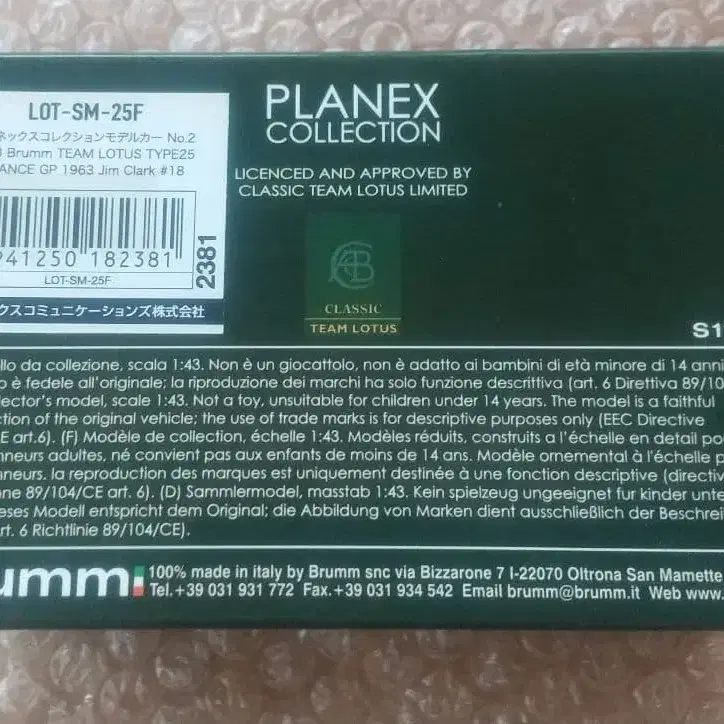 LOT-SM-25F
ネックスコレクションモデルカー No.2
Brumm TEAM LOTUS TYPE25
ANCE GP 1963 Jim Clark #18
941250 182381
2381
LOT-SM-25F
クスコミュニケーションズ株式会社
PLANEX
COLLECTION
LICENCED AND APPROVED BY
CLASSIC TEAM LOTUS LIMITED
CLASSIC
TEAM LOTUS
S1
llo da collezione, scala 1:43. Non è un giocattolo, non è adatto ai bambini di età minore di 14 anni
o è fedele all'originale; la riproduzione dei marchi ha solo funzione descrittiva (art. 6 Direttiva 89/10
lector's model, scale 1:43. Not a toy, unsuitable for children under 14 years. The model is a faithful
ction of the original vehicle; the use of trade marks is for descriptive purposes only (EEC Directive
E art.6). (F) Modèle de collection, échelle 1:43. Modèles réduits, construits a l'échelle en detail po
nneurs adultes, né convient pas aux enfants de moins de 14 ans. Modèle ornemental à l'échelle p
nneurs. la reproduction des marques est uniquement destinée à une fonction descriptive (directiv
ne 89/104/CE art. 6). (D) Sammlermodel, masstab 1:43. Kein spielzeug ungeeignet fur kinder unte
eses Modell entspricht dem Original; die Abbildung von Marken dient ausschließlich der Beschrei
rt. 6 Richtlinie 89/104/CE).
umm
100% made in italy by Brumm snc via Bizzarone 7 I-22070 Oltrona San Mamette
Tel.+39 031 931 772 Fax.+39 031 934 542 Email brumm@brumm.it Web www.